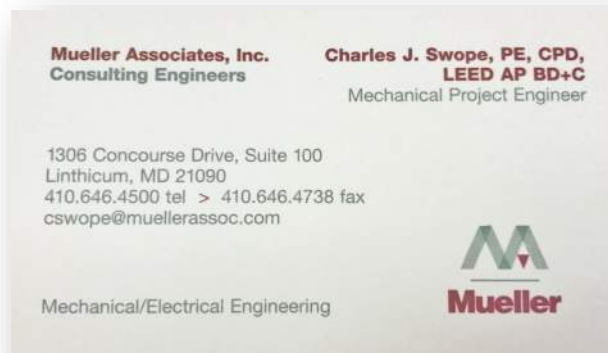 Mueller Associates, Inc.
Consulting Engineers
Charles J. Swope, PE, CPD,
LEED AP BD+C
Mechanical Project Engineer
1306 Concourse Drive, Suite 100
Linthicum, MD 21090
410.646.4500 tel > 410.646.4738 fax
cswope@muellerassoc.com
Mueller
Mechanical/Electrical Engineering